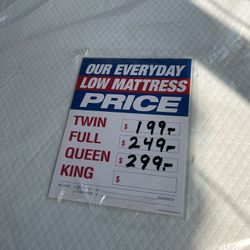 OUR EVERYDAY
LOW MATTRESS
PRICE
TWIN $ 199.-
FULL $ 249.-
QUEEN $ 299.-
KING $